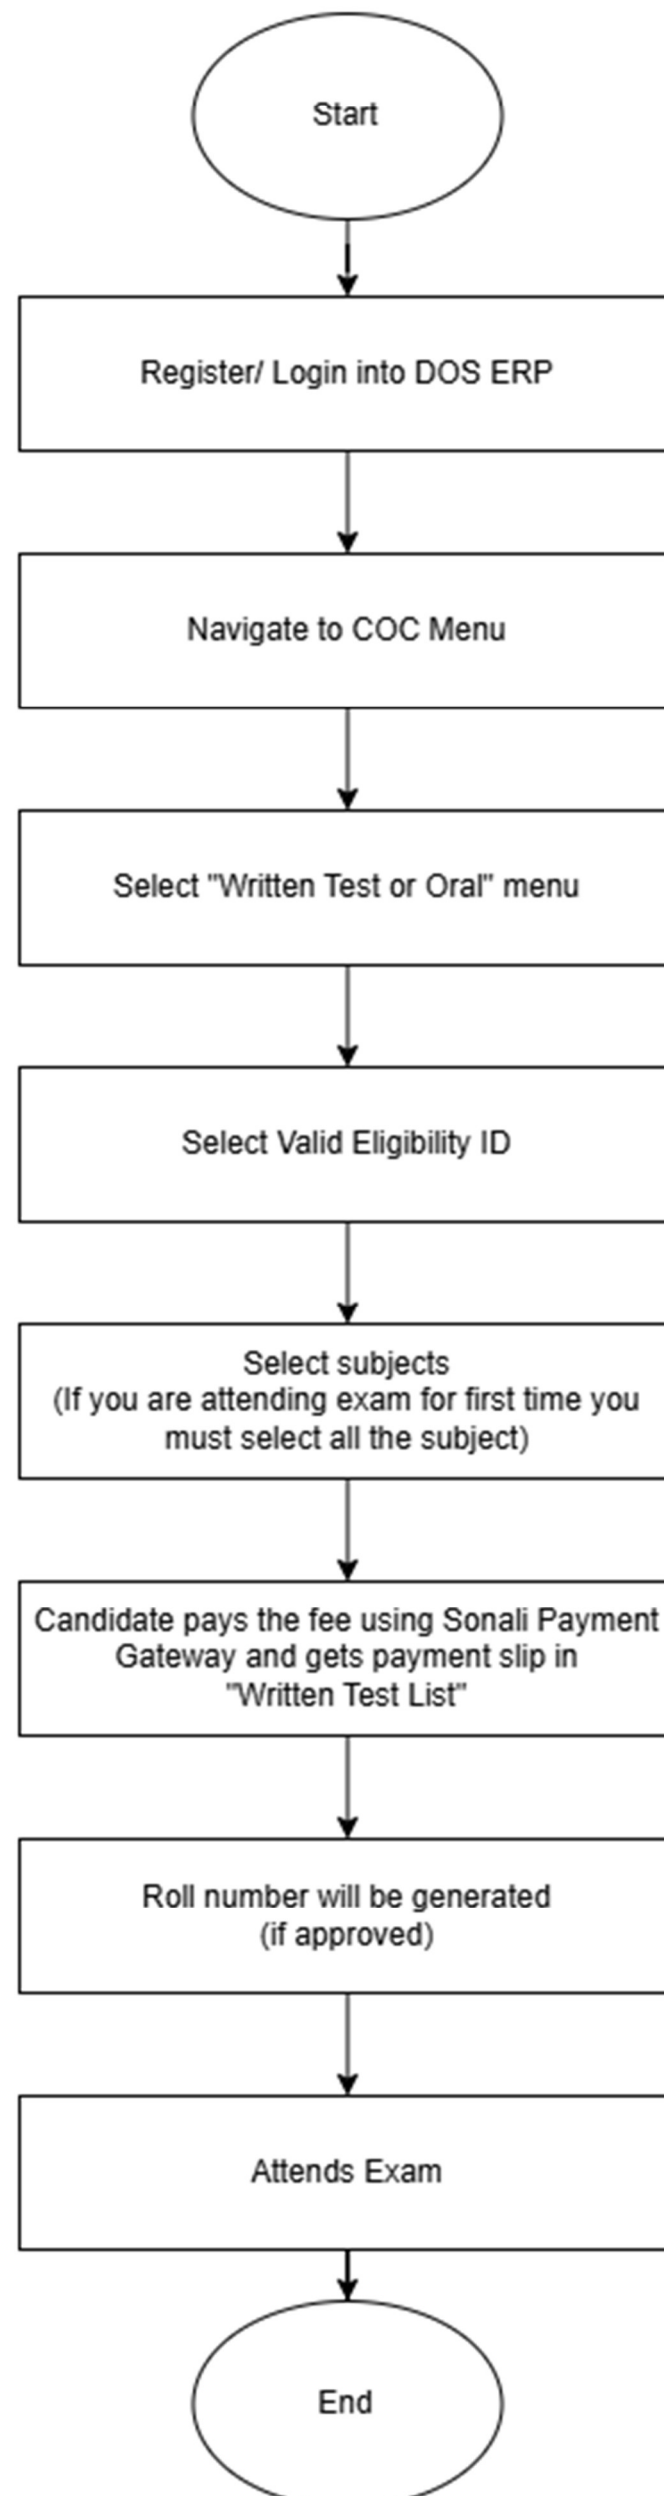 Start
Register/ Login into DOS ERP
Navigate to COC Menu
Select "Written Test or Oral" menu
Select Valid Eligibility ID
Select subjects
(If you are attending exam for first time you
must select all the subject)
Candidate pays the fee using Sonali Payment
Gateway and gets payment slip in
"Written Test List"
Roll number will be generated
(if approved)
Attends Exam
End